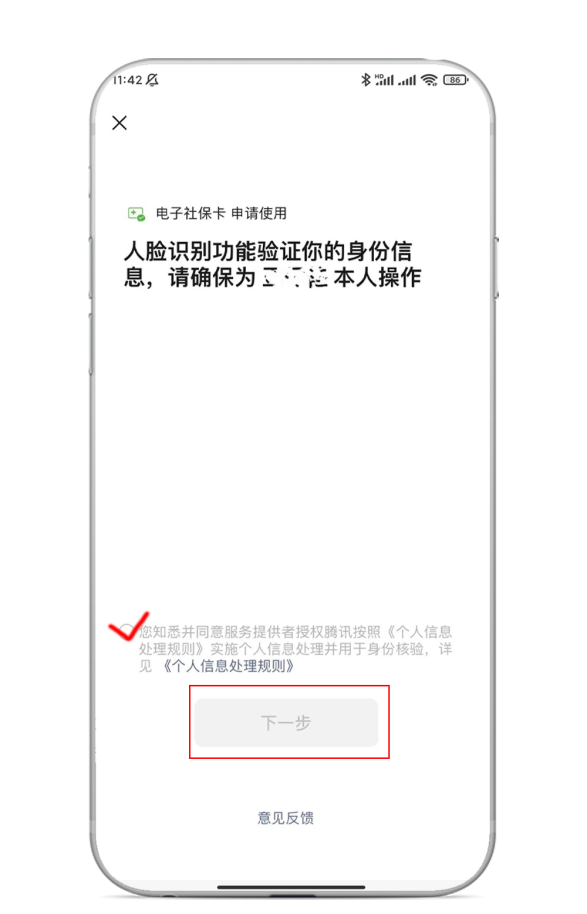 11:42
HD
86
电子社保卡 申请使用
人脸识别功能验证你的身份信
息，请确保为 本人操作
您知悉并同意服务提供者授权腾讯按照《个人信息
处理规则》实施个人信息处理并用于身份核验，详
见《个人信息处理规则》
下一步
意见反馈